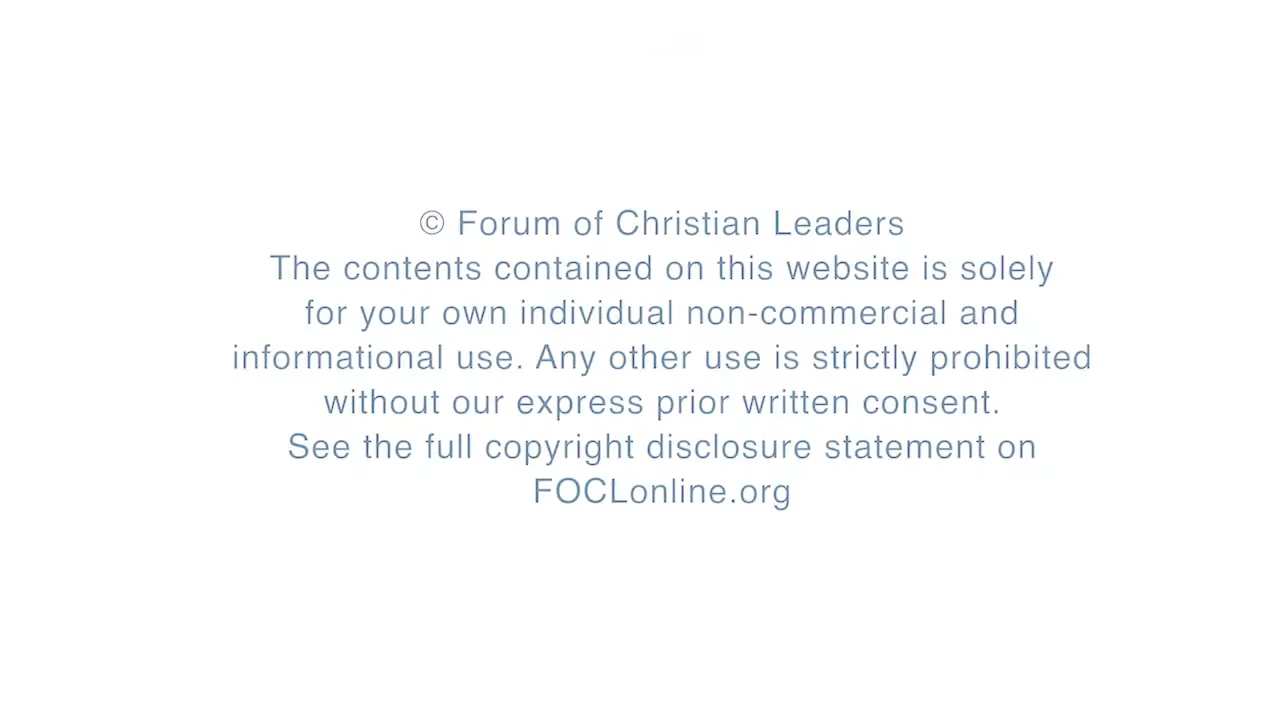 © Forum of Christian Leaders
The contents contained on this website is solely
for your own individual non-commercial and
informational use. Any other use is strictly prohibited
without our express prior written consent.
See the full copyright disclosure statement on
FOCLonline.org